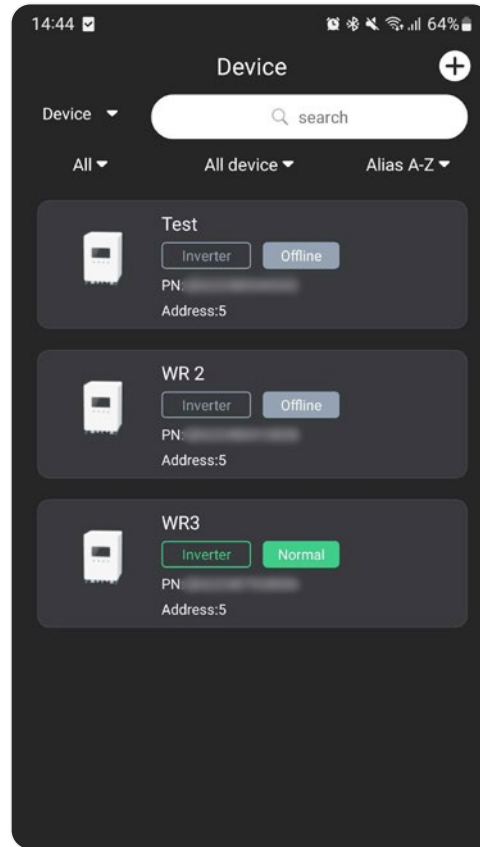 14:44 64%
Device
Device search
All All device Alias A-Z
Test
Inverter Offline
PN:
Address:5
WR 2
Inverter Offline
PN:
Address:5
WR3
Inverter Normal
PN
Address:5